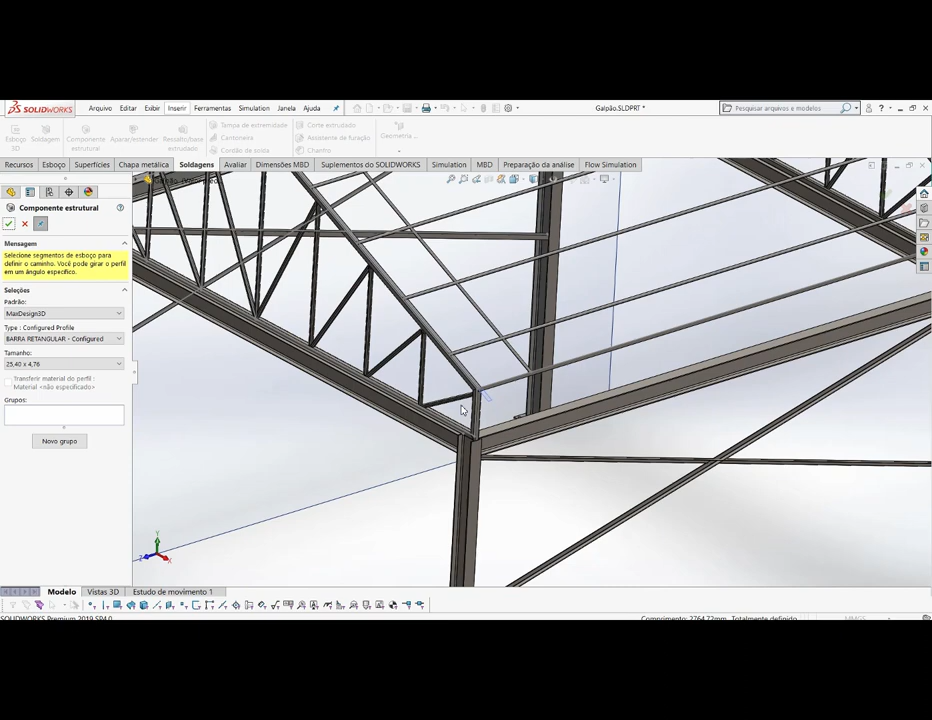 SOLIDWORKS
Arquivo Editar Exibir Inserir Ferramentas Simulation Janela Ajuda
Galpão.SLDPRT *
Pesquisar arquivos e modelos
Esboço 3D
Soldagem
Componente estrutural
Aparar/estender
Ressalto/base extrudado
Tampa de extremidade
Cantoneira
Cordão de solda
Corte extrudado
Assistente de furação
Chanfro
Geometria ...
Recursos Esboço Superfícies Chapa metálica Soldagens Avaliar Dimensões MBD Suplementos do SOLIDWORKS Simulation MBD Preparação da análise Flow Simulation
Componente estrutural
Mensagem
Selecione segmentos de esboço para
definir o caminho. Você pode girar o perfil
em um ângulo específico.
Seleções
Padrão:
MaxDesign3D
Type : Configured Profile
BARRA RETANGULAR - Configured
Tamanho:
25,40 x 4,76
Transferir material do perfil :
Material <não especificado>
Grupos:
Novo grupo
Y
Z
X
Modelo Vistas 3D Estudo de movimento 1
SOLIDWORKS Premium 2019 SP4.0
Comprimento: 2764.72mm Totalmente definido
MMGS